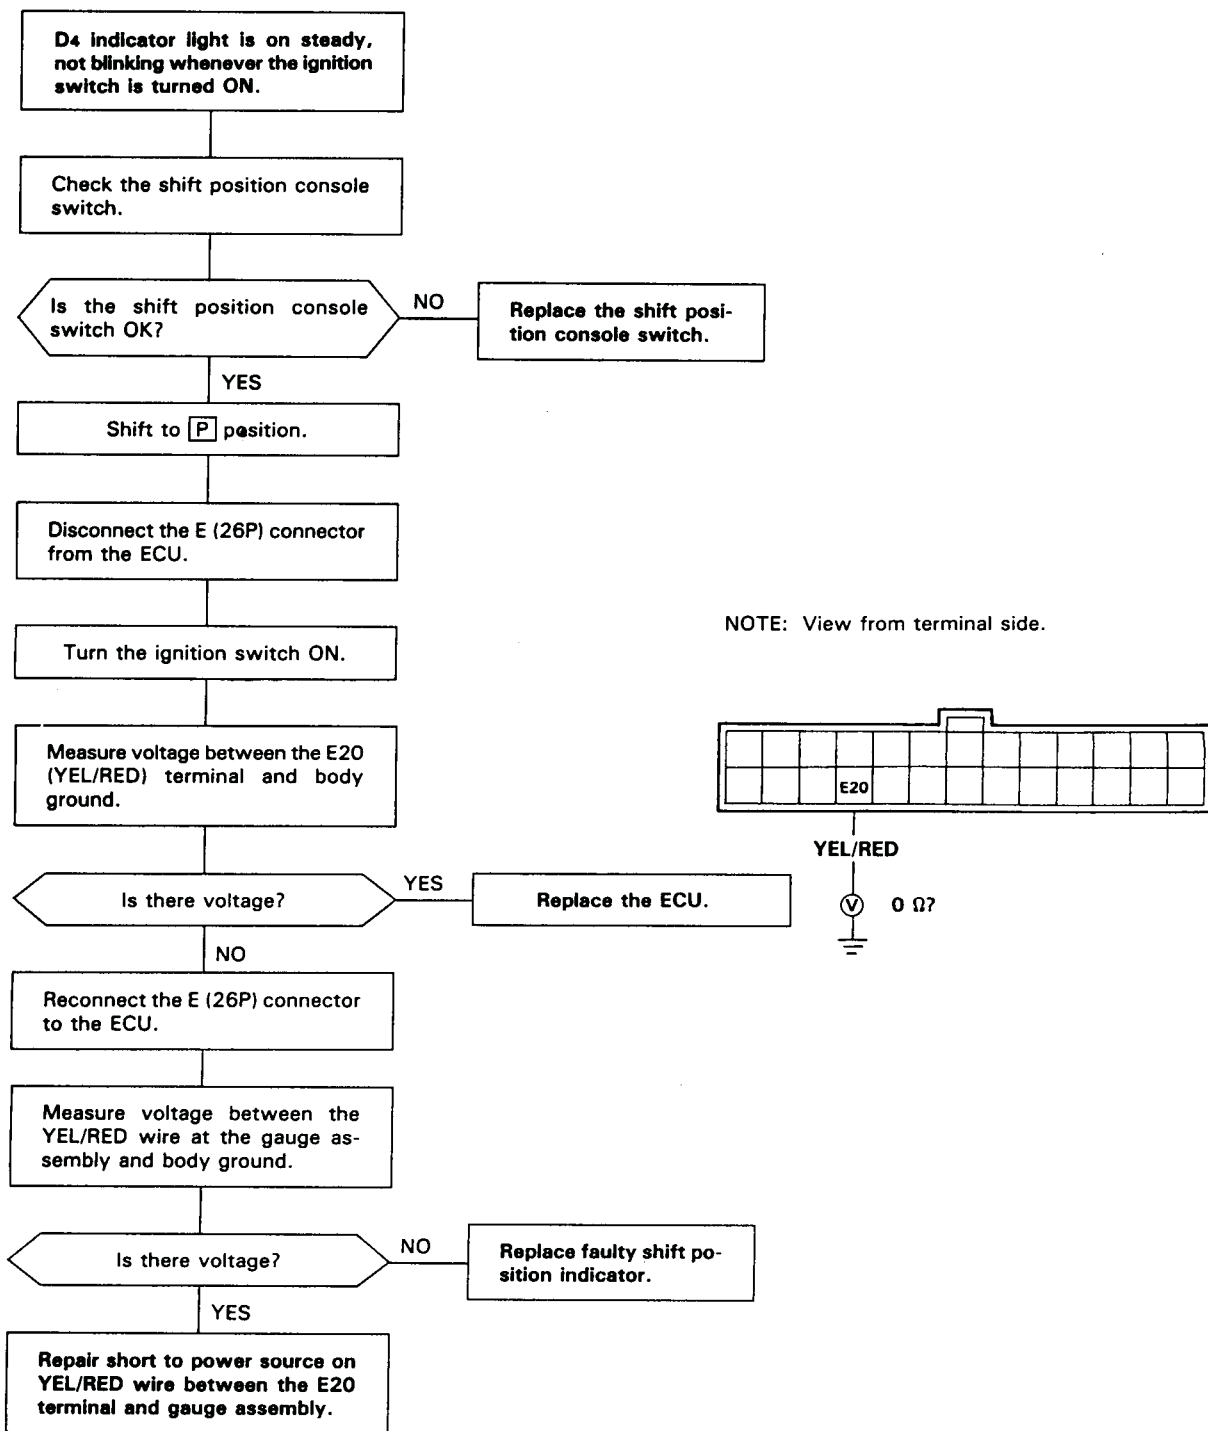 D4 indicator light is on steady,
not blinking whenever the ignition
switch is turned ON.
Check the shift position console
switch.
Is the shift position console
switch OK?
NO
Replace the shift posi-
tion console switch.
YES
Shift to P position.
Disconnect the E (26P) connector
from the ECU.
Turn the ignition switch ON.
NOTE: View from terminal side.
Measure voltage between the E20
(YEL/RED) terminal and body
ground.
E20
YEL/RED
V
0 Ω?
Is there voltage?
YES
Replace the ECU.
NO
Reconnect the E (26P) connector
to the ECU.
Measure voltage between the
YEL/RED wire at the gauge as-
sembly and body ground.
Is there voltage?
NO
Replace faulty shift po-
sition indicator.
YES
Repair short to power source on
YEL/RED wire between the E20
terminal and gauge assembly.